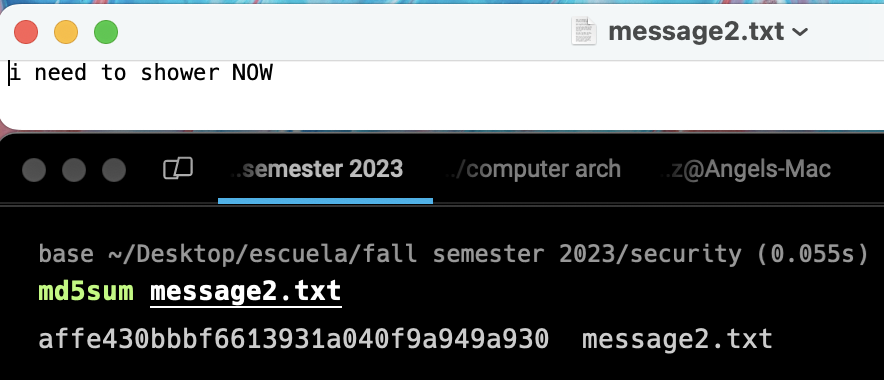 message2.txt
i need to shower NOW
..semester 2023 ../computer arch ..z@Angels-Mac
base ~/Desktop/escuela/fall semester 2023/security (0.055s)
md5sum message2.txt
affe430bbbf6613931a040f9a949a930  message2.txt